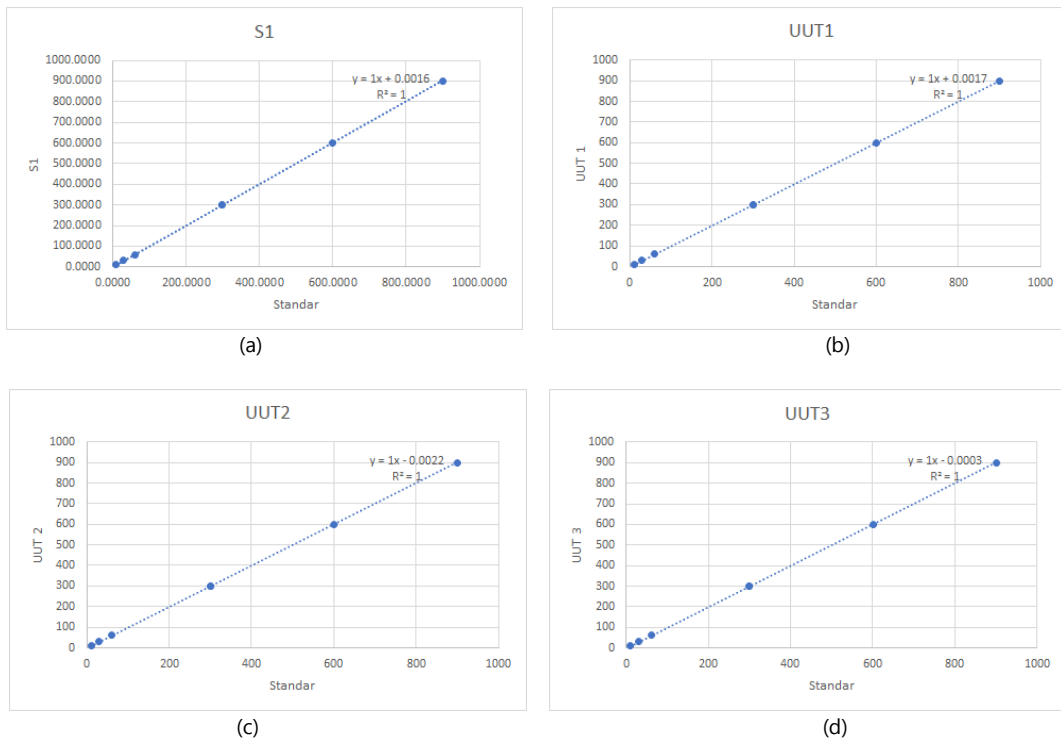 S1
1000.0000
900.0000
800.0000
700.0000
600.0000
500.0000
400.0000
300.0000
200.0000
100.0000
0.0000
S1
y = 1x + 0.0016
R² = 1
0.0000 200.0000 400.0000 600.0000 800.0000 1000.0000
Standar
(a)
UUT1
1000
900
800
700
600
500
400
300
200
100
0
UUT 1
y = 1x + 0.0017
R² = 1
0 200 400 600 800 1000
Standar
(b)
UUT2
1000
900
800
700
600
500
400
300
200
100
0
UUT 2
y = 1x - 0.0022
R² = 1
0 200 400 600 800 1000
Standar
(c)
UUT3
1000
900
800
700
600
500
400
300
200
100
0
UUT 3
y = 1x - 0.0003
R² = 1
0 200 400 600 800 1000
Standar
(d)